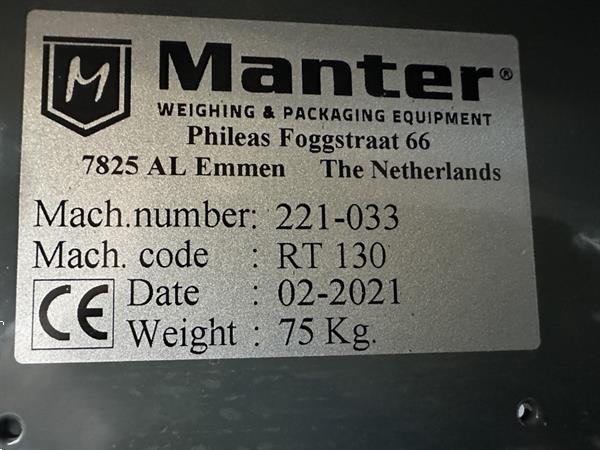 M
Manter®
WEIGHING & PACKAGING EQUIPMENT
Phileas Foggstraat 66
7825 AL Emmen The Netherlands
Mach.number: 221-033
Mach. code : RT 130
CE Date : 02-2021
Weight : 75 Kg.